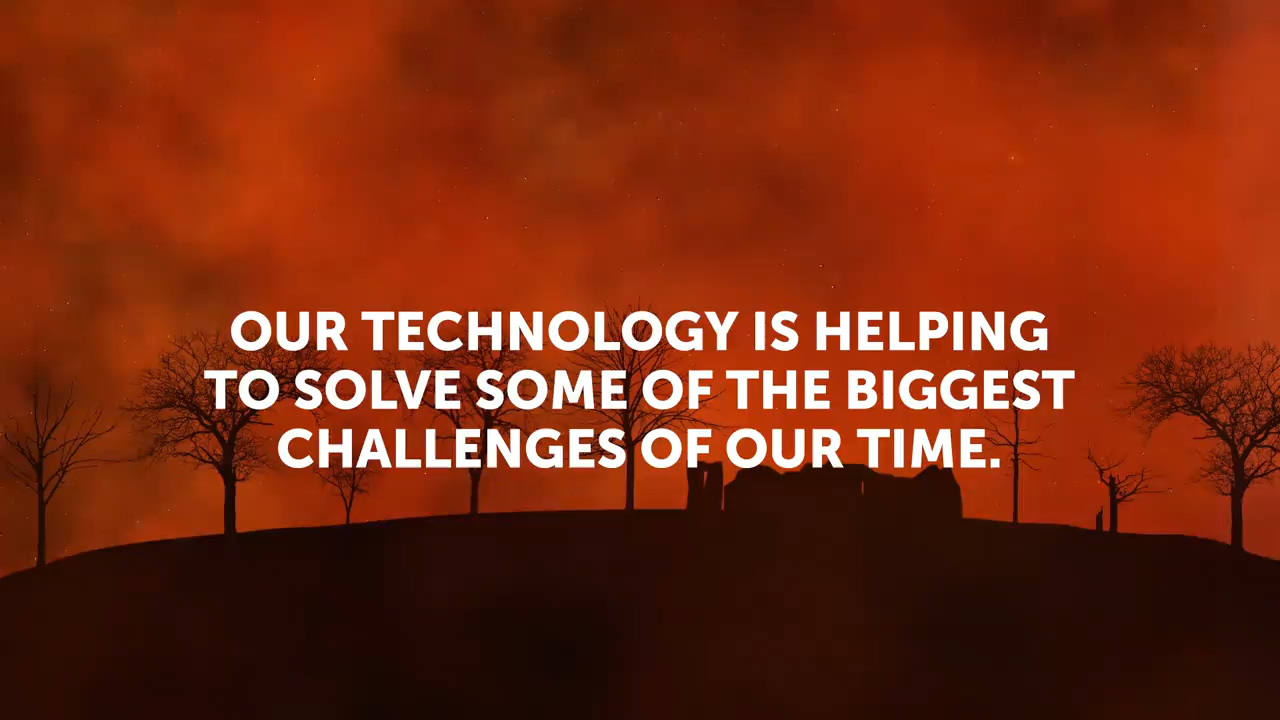 OUR TECHNOLOGY IS HELPING
TO SOLVE SOME OF THE BIGGEST
CHALLENGES OF OUR TIME.